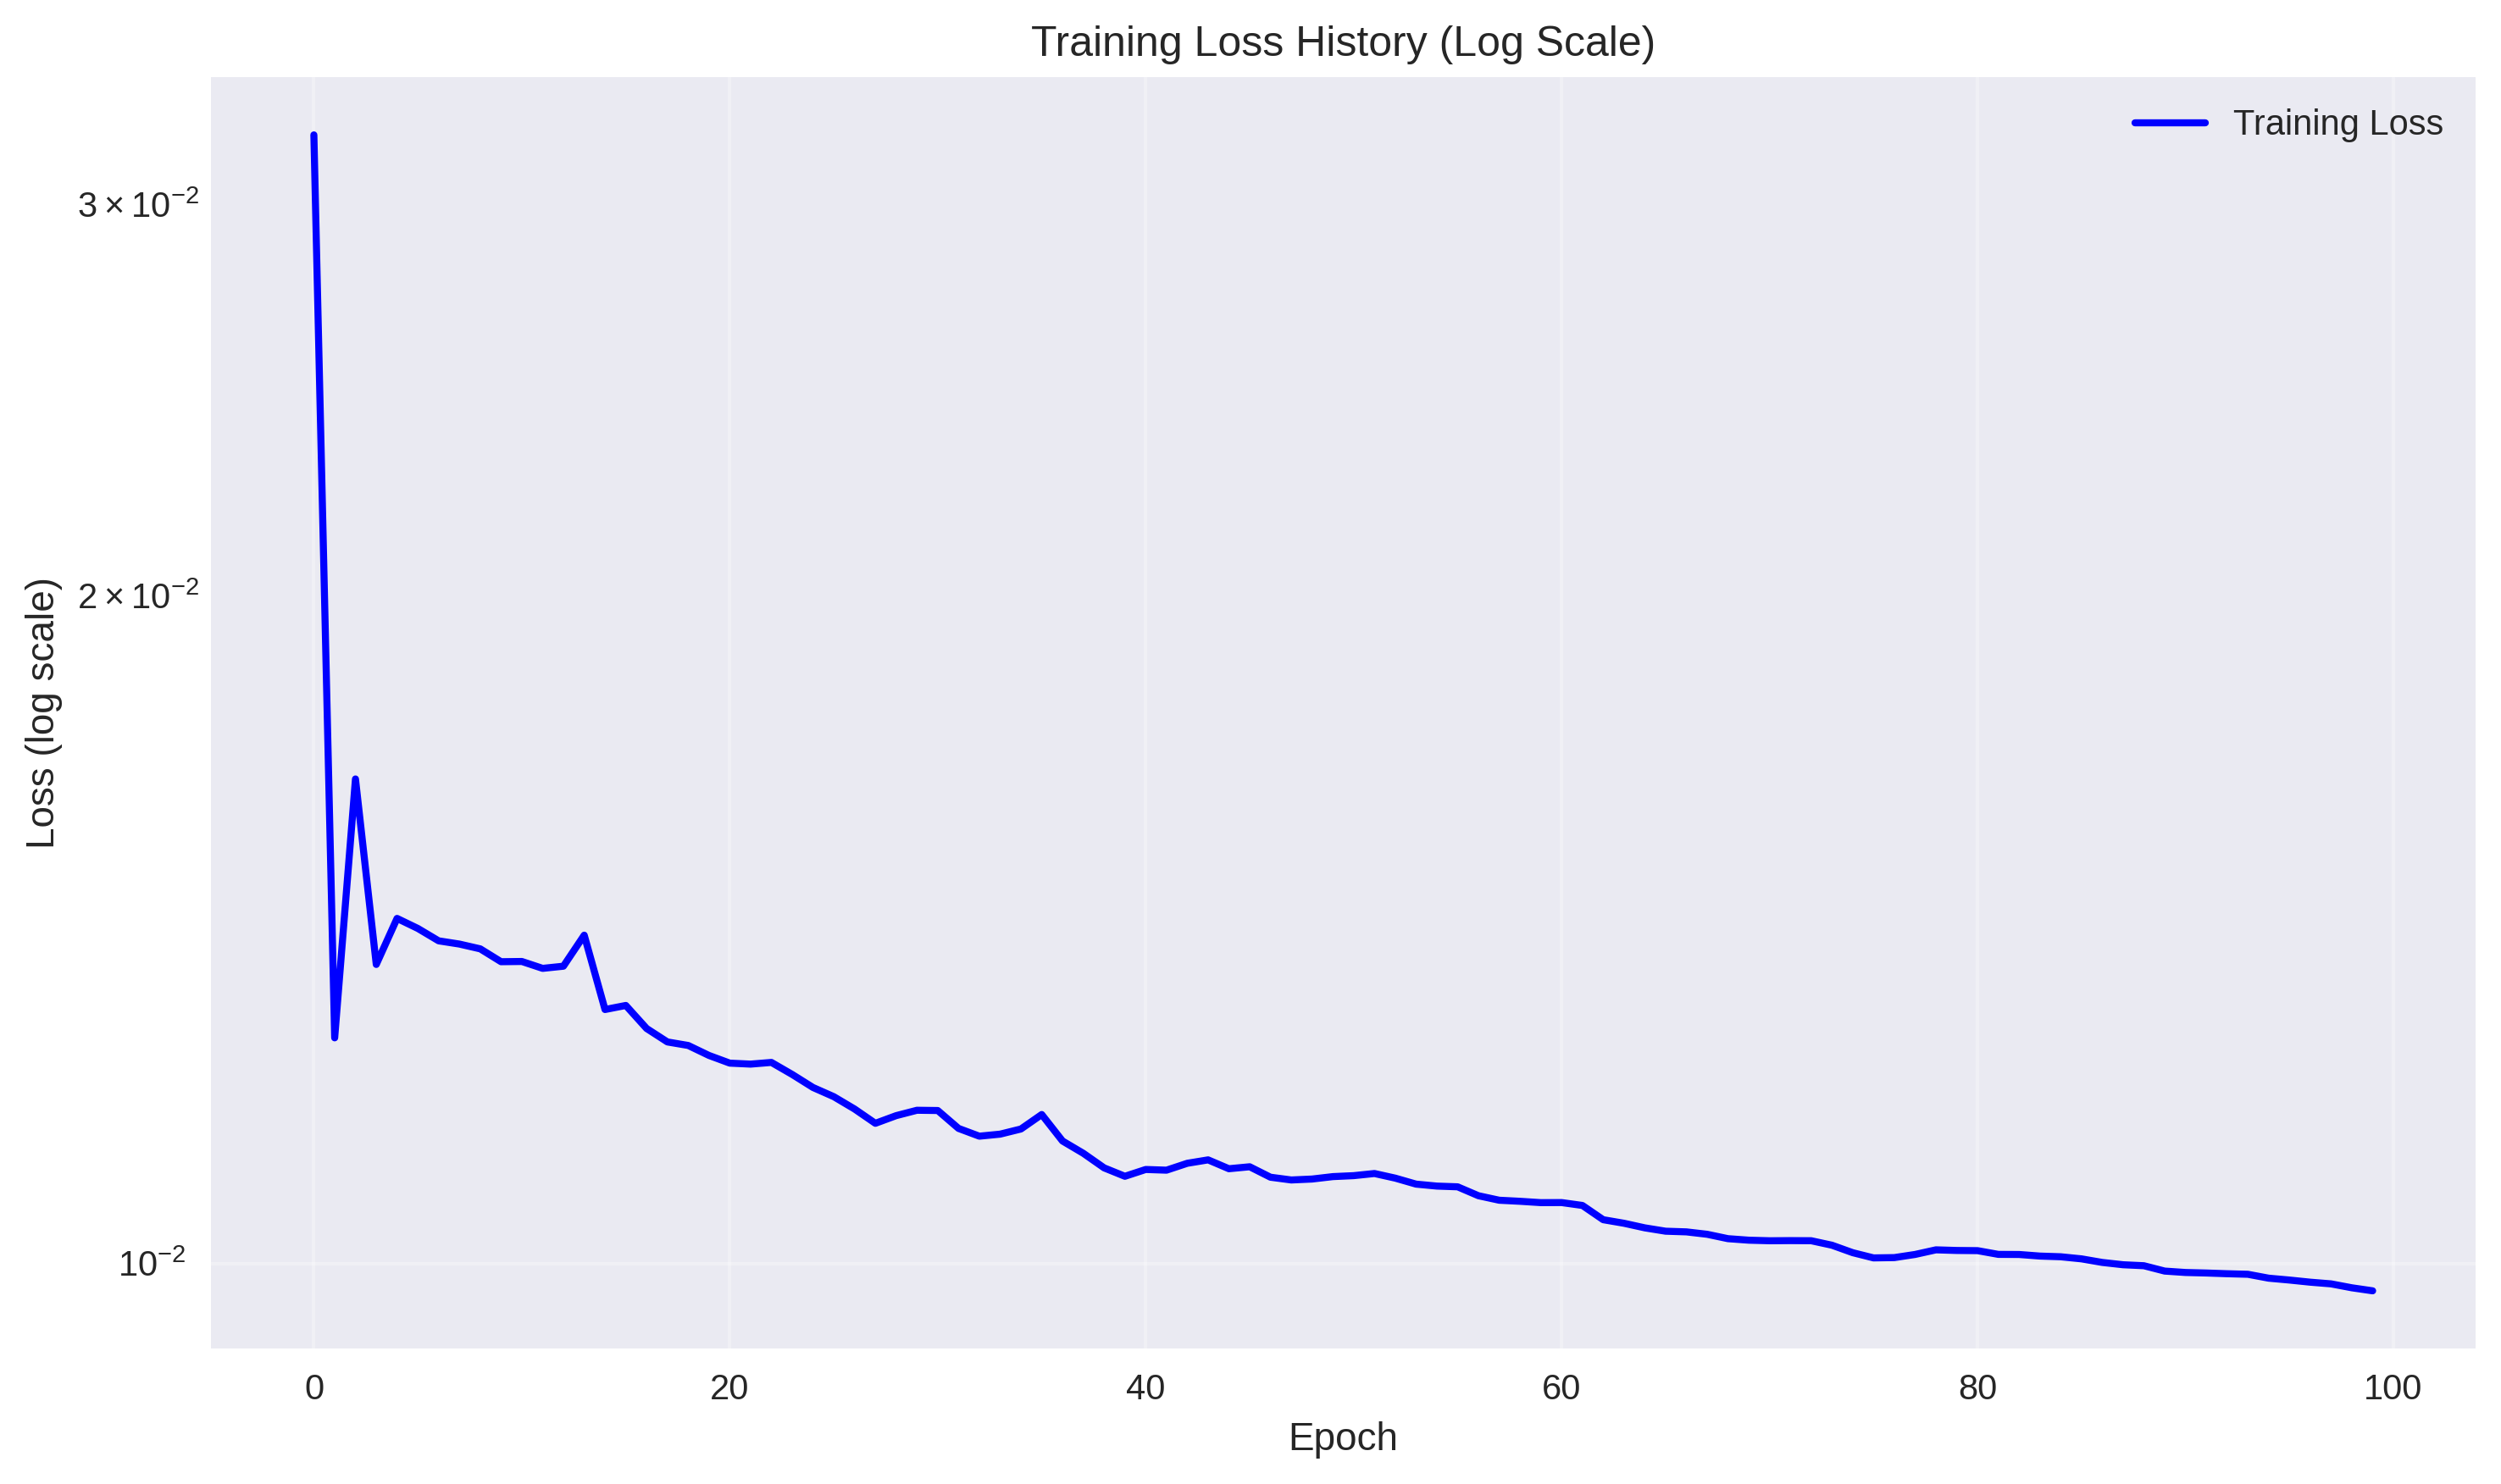 Training Loss History (Log Scale)
Training Loss
3 × 10⁻²
2 × 10⁻²
10⁻²
Loss (log scale)
0 20 40 60 80 100
Epoch